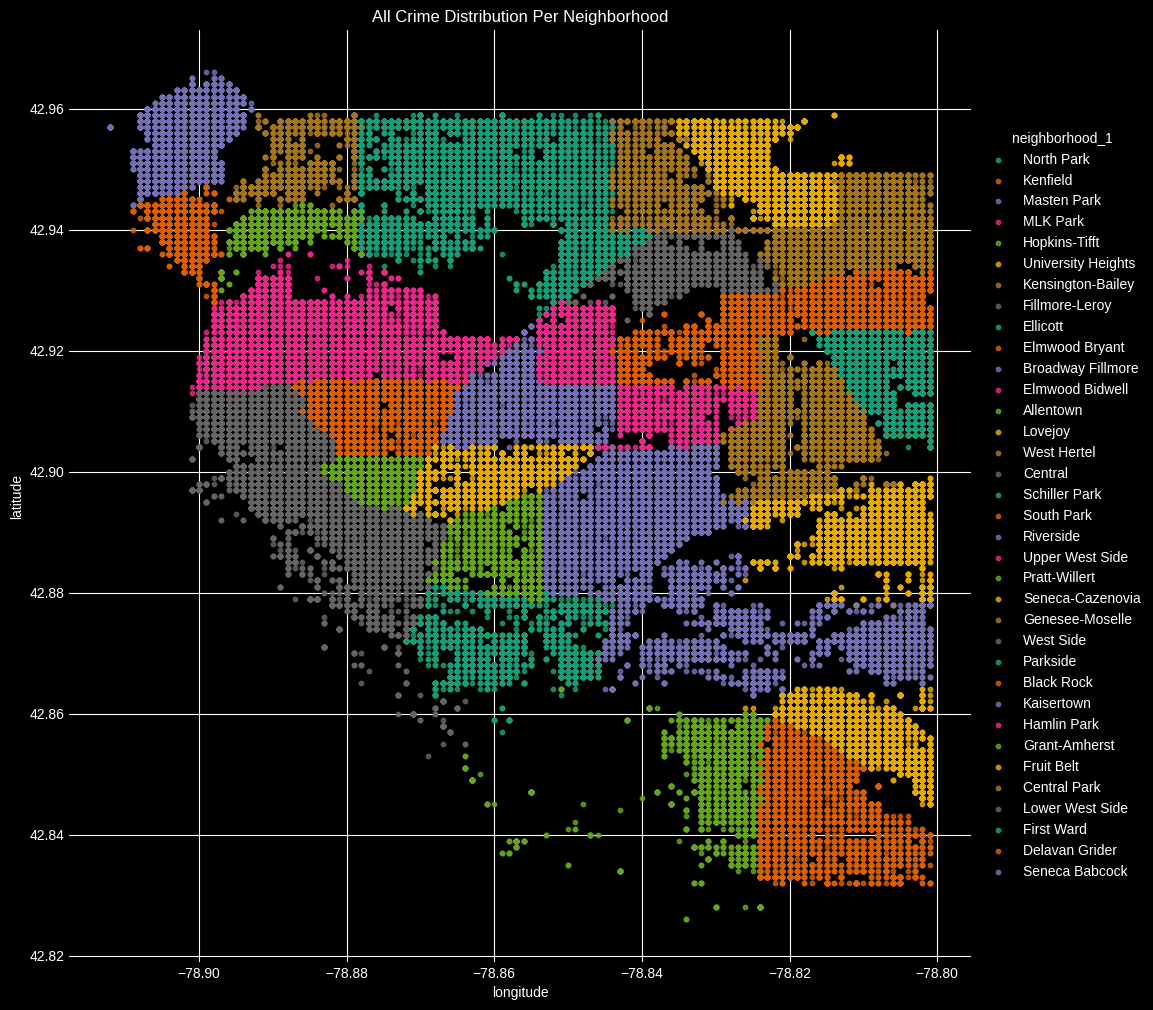 All Crime Distribution Per Neighborhood
42.96
42.94
42.92
42.90
42.88
42.86
42.84
42.82
latitude
−78.90
−78.88
−78.86
−78.84
−78.82
−78.80
longitude
neighborhood_1
North Park
Kenfield
Masten Park
MLK Park
Hopkins-Tifft
University Heights
Kensington-Bailey
Fillmore-Leroy
Ellicott
Elmwood Bryant
Broadway Fillmore
Elmwood Bidwell
Allentown
Lovejoy
West Hertel
Central
Schiller Park
South Park
Riverside
Upper West Side
Pratt-Willert
Seneca-Cazenovia
Genesee-Moselle
West Side
Parkside
Black Rock
Kaisertown
Hamlin Park
Grant-Amherst
Fruit Belt
Central Park
Lower West Side
First Ward
Delavan Grider
Seneca Babcock